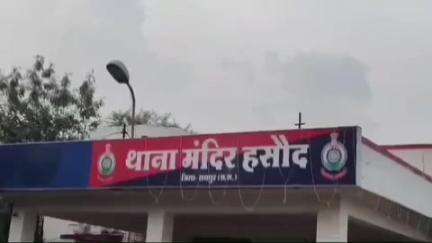 थाना मंदिर हसौद
जिला- रायपुर (छ.ग.)